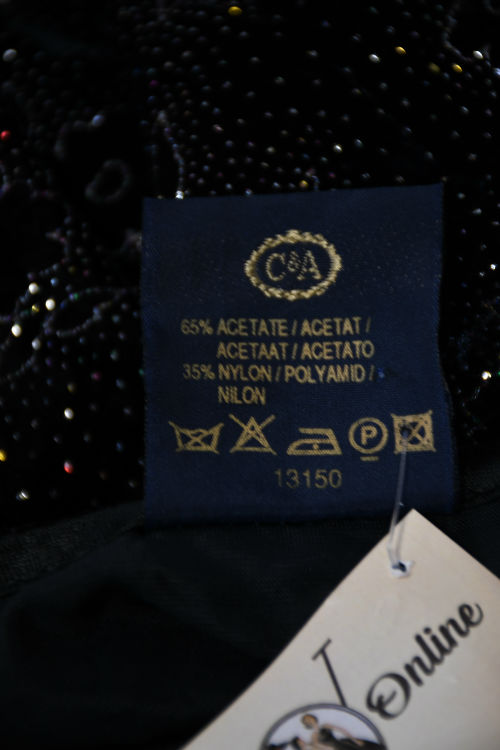 C&A
65% ACETATE / ACETAT /
ACETAAT / ACETATO
35% NYLON / POLYAMID /
NILON
P
13150
Online